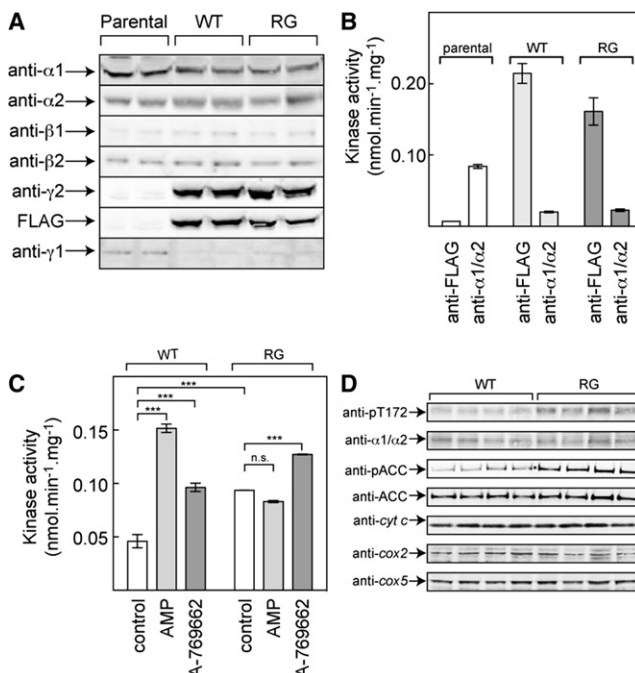 A
Parental WT RG
anti-α1
anti-α2
anti-β1
anti-β2
anti-γ2
FLAG
anti-γ1
B
parental WT RG
Kinase activity
(nmol.min-1.mg-1)
0.20
0.10
anti-FLAG
anti-α1/α2
anti-FLAG
anti-α1/α2
anti-FLAG
anti-α1/α2
C
WT RG
***
***
***
***
n.s.
Kinase activity
(nmol.min-1.mg-1)
0.15
0.10
0.05
control
AMP
A-769662
control
AMP
A-769662
D
WT RG
anti-pT172
anti-α1/α2
anti-pACC
anti-ACC
anti-cyt c
anti-cox2
anti-cox5